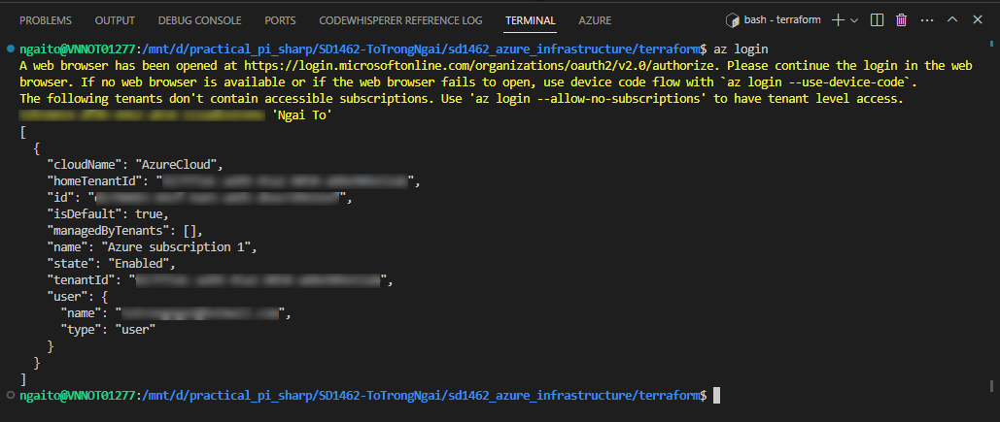 PROBLEMS OUTPUT DEBUG CONSOLE PORTS CODEWHISPERER REFERENCE LOG TERMINAL AZURE bash - terraform
ngaito@VNNOT01277:/mnt/d/practical_pi_sharp/SD1462-ToTrongNgai/sd1462_azure_infrastructure/terraform$ az login
A web browser has been opened at https://login.microsoftonline.com/organizations/oauth2/v2.0/authorize. Please continue the login in the web
browser. If no web browser is available or if the web browser fails to open, use device code flow with `az login --use-device-code`.
The following tenants don't contain accessible subscriptions. Use 'az login --allow-no-subscriptions' to have tenant level access.
'Ngai To'
[
  {
    "cloudName": "AzureCloud",
    "homeTenantId": "",
    "id": "",
    "isDefault": true,
    "managedByTenants": [],
    "name": "Azure subscription 1",
    "state": "Enabled",
    "tenantId": "",
    "user": {
      "name": "",
      "type": "user"
    }
  }
]
ngaito@VNNOT01277:/mnt/d/practical_pi_sharp/SD1462-ToTrongNgai/sd1462_azure_infrastructure/terraform$